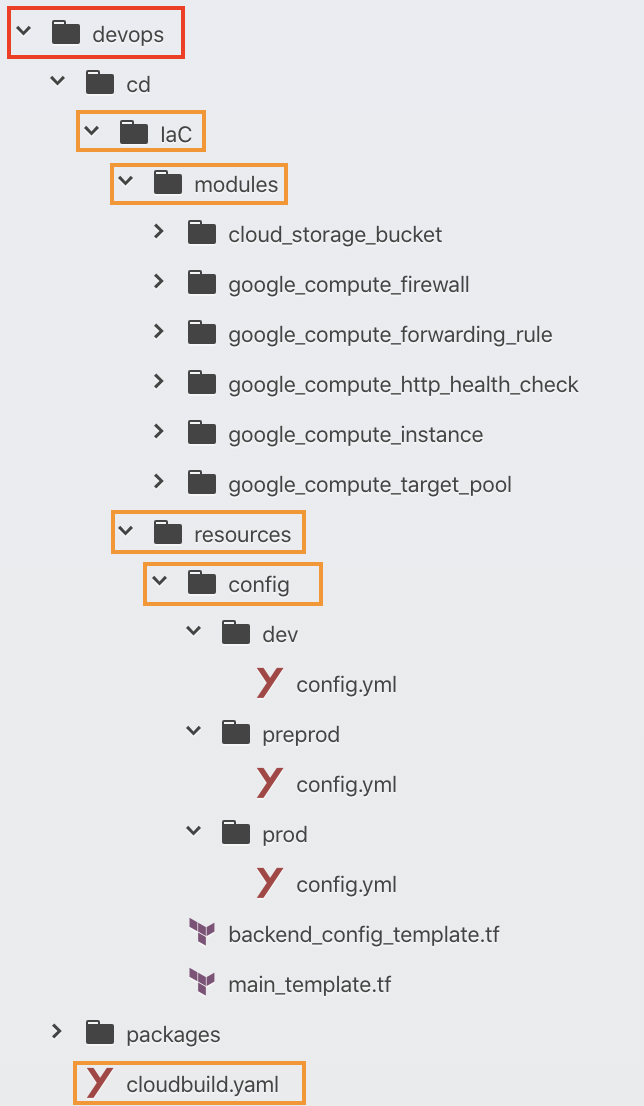 devops
cd
IaC
modules
cloud_storage_bucket
google_compute_firewall
google_compute_forwarding_rule
google_compute_http_health_check
google_compute_instance
google_compute_target_pool
resources
config
dev
config.yml
preprod
config.yml
prod
config.yml
backend_config_template.tf
main_template.tf
packages
cloudbuild.yaml